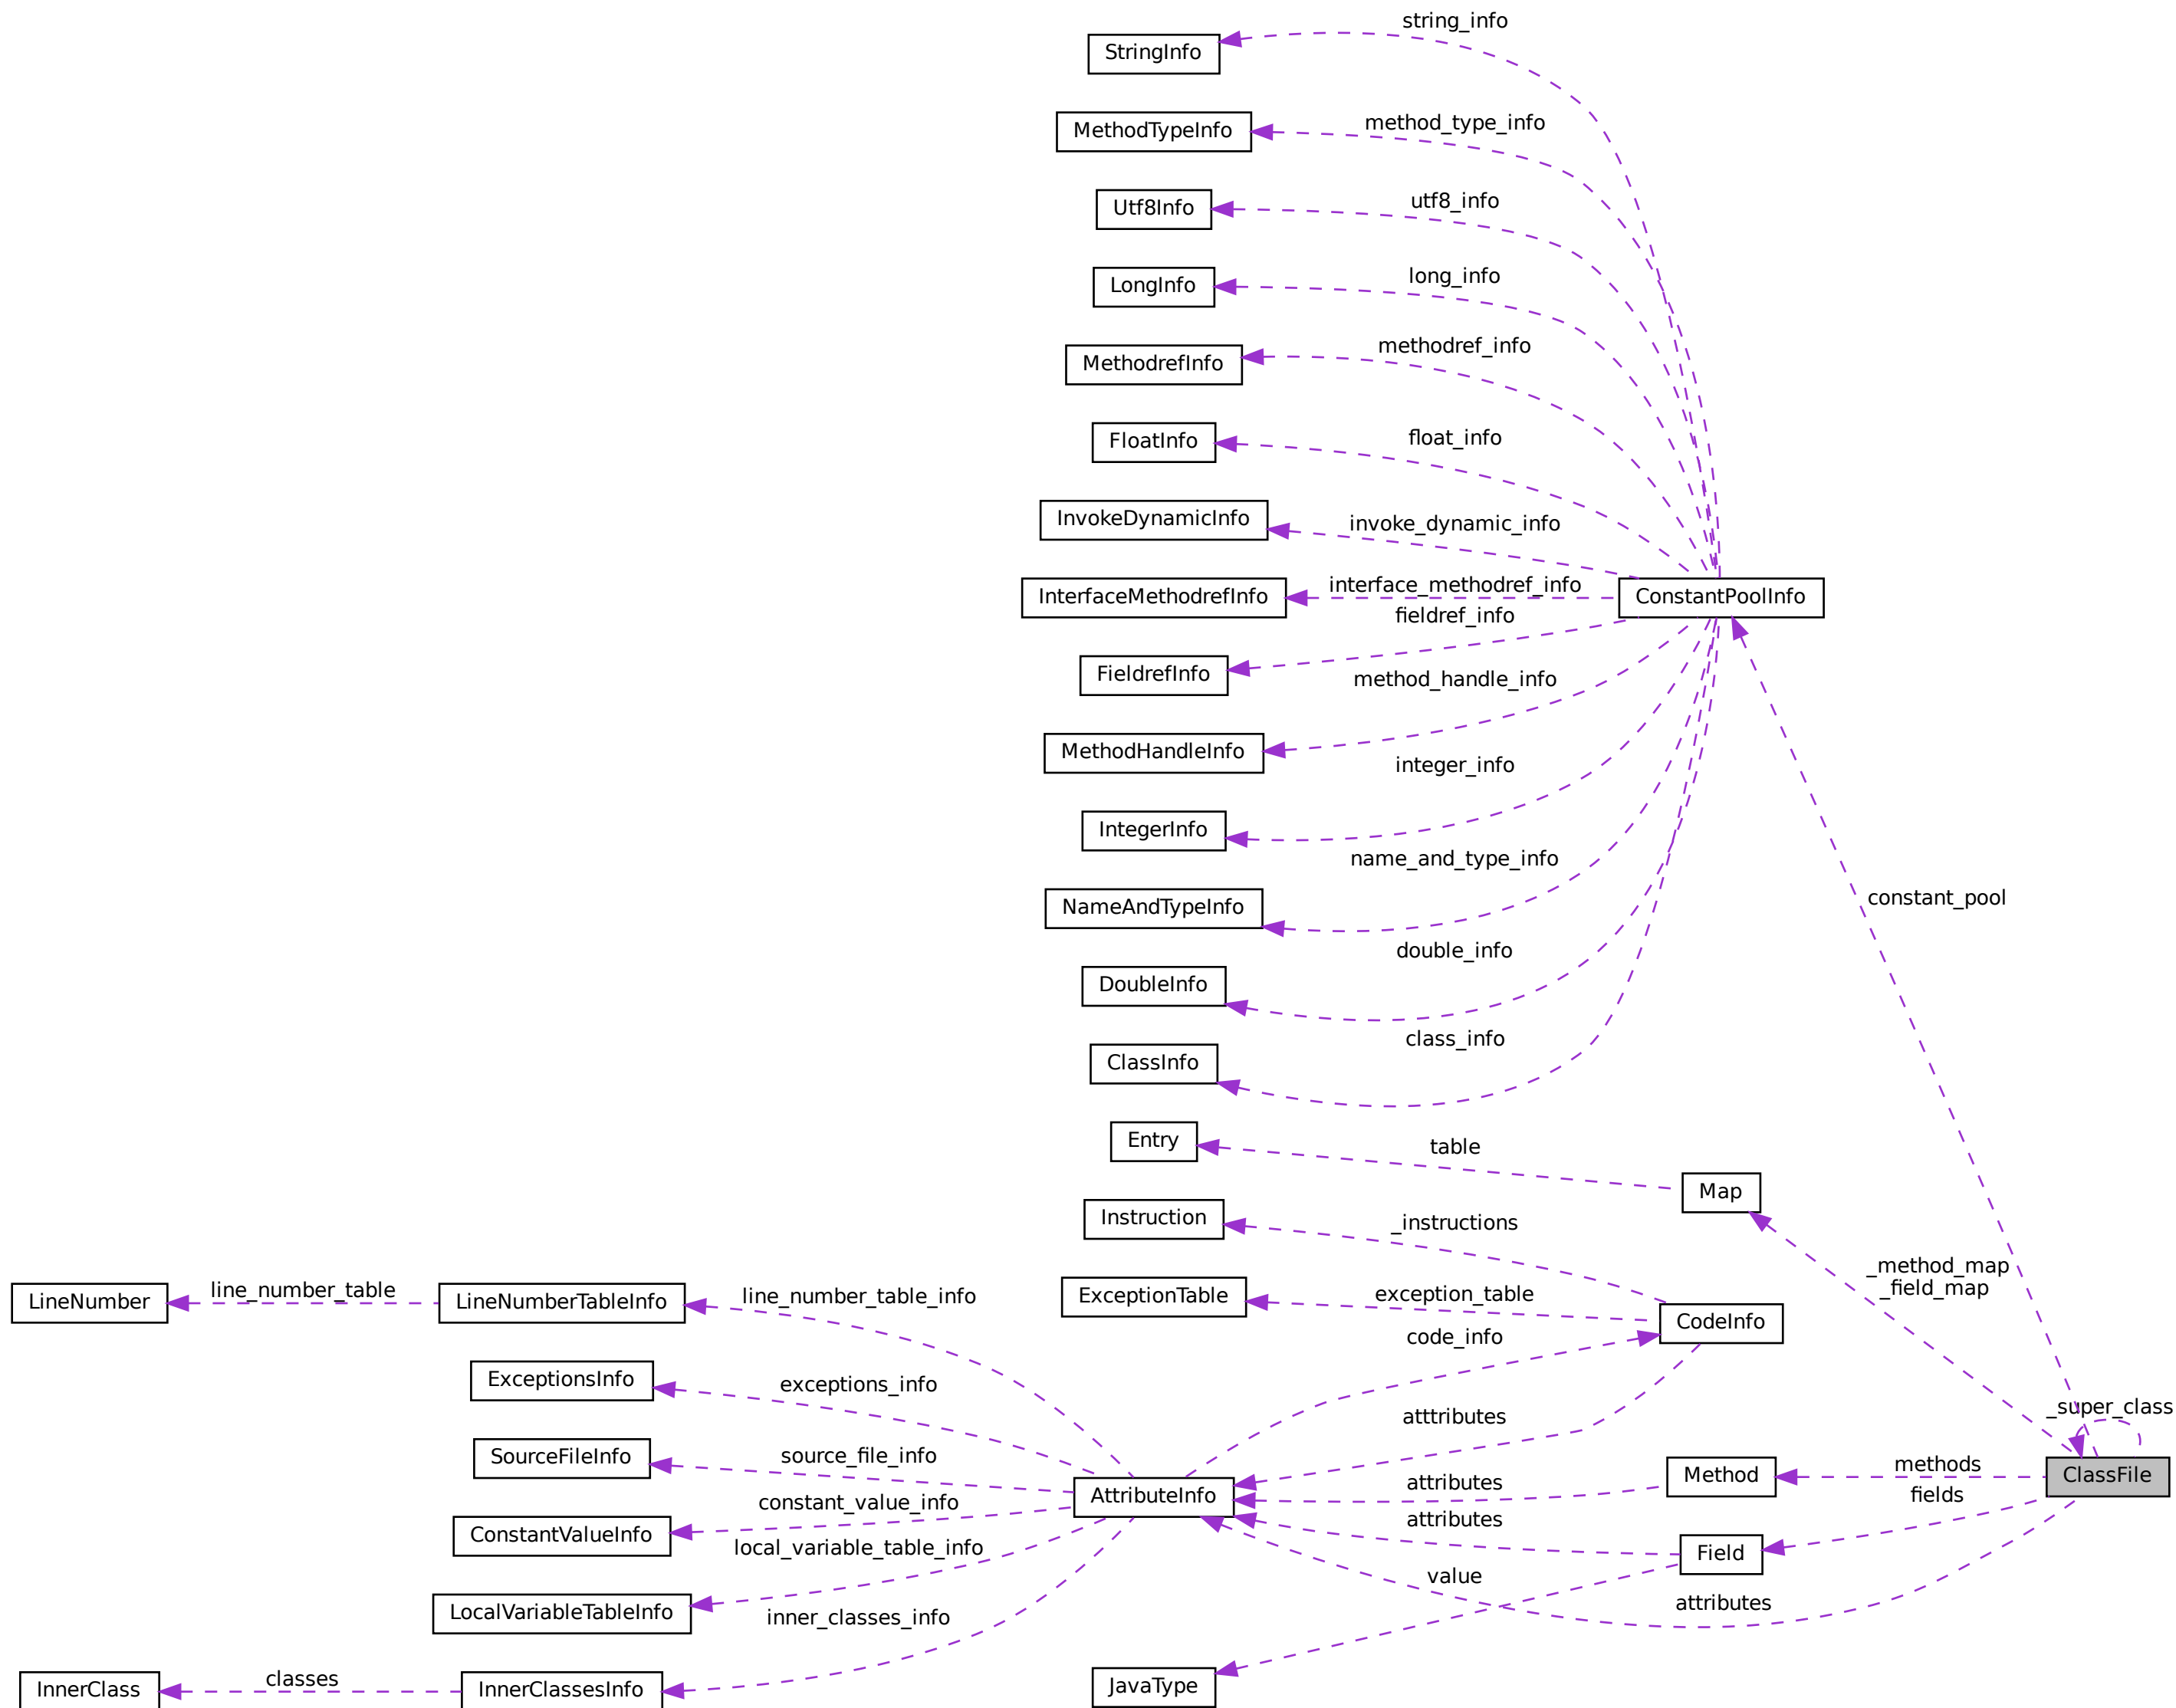 string_info
StringInfo
method_type_info
MethodTypeInfo
utf8_info
Utf8Info
long_info
LongInfo
methodref_info
MethodrefInfo
float_info
FloatInfo
invoke_dynamic_info
InvokeDynamicInfo
interface_methodref_info
InterfaceMethodrefInfo
ConstantPoolInfo
fieldref_info
FieldrefInfo
method_handle_info
MethodHandleInfo
integer_info
IntegerInfo
name_and_type_info
NameAndTypeInfo
constant_pool
double_info
DoubleInfo
class_info
ClassInfo
Entry
table
Map
Instruction
_instructions
_method_map
_field_map
LineNumber
line_number_table
LineNumberTableInfo
line_number_table_info
ExceptionTable
exception_table
CodeInfo
code_info
ExceptionsInfo
exceptions_info
atttributes
_super_class
SourceFileInfo
source_file_info
AttributeInfo
attributes
Method
methods
ClassFile
constant_value_info
ConstantValueInfo
attributes
fields
local_variable_table_info
Field
value
LocalVariableTableInfo
inner_classes_info
attributes
InnerClass
classes
InnerClassesInfo
JavaType